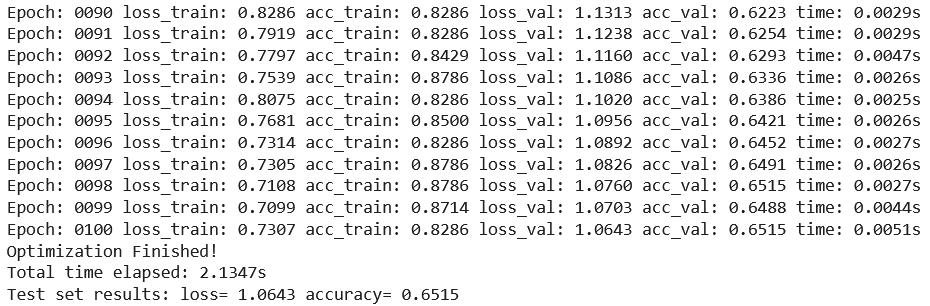 Epoch: 0090 loss_train: 0.8286 acc_train: 0.8286 loss_val: 1.1313 acc_val: 0.6223 time: 0.0029s
Epoch: 0091 loss_train: 0.7919 acc_train: 0.8286 loss_val: 1.1238 acc_val: 0.6254 time: 0.0029s
Epoch: 0092 loss_train: 0.7797 acc_train: 0.8429 loss_val: 1.1160 acc_val: 0.6293 time: 0.0047s
Epoch: 0093 loss_train: 0.7539 acc_train: 0.8786 loss_val: 1.1086 acc_val: 0.6336 time: 0.0026s
Epoch: 0094 loss_train: 0.8075 acc_train: 0.8286 loss_val: 1.1020 acc_val: 0.6386 time: 0.0025s
Epoch: 0095 loss_train: 0.7681 acc_train: 0.8500 loss_val: 1.0956 acc_val: 0.6421 time: 0.0026s
Epoch: 0096 loss_train: 0.7314 acc_train: 0.8286 loss_val: 1.0892 acc_val: 0.6452 time: 0.0027s
Epoch: 0097 loss_train: 0.7305 acc_train: 0.8786 loss_val: 1.0826 acc_val: 0.6491 time: 0.0026s
Epoch: 0098 loss_train: 0.7108 acc_train: 0.8786 loss_val: 1.0760 acc_val: 0.6515 time: 0.0027s
Epoch: 0099 loss_train: 0.7099 acc_train: 0.8714 loss_val: 1.0703 acc_val: 0.6488 time: 0.0044s
Epoch: 0100 loss_train: 0.7307 acc_train: 0.8286 loss_val: 1.0643 acc_val: 0.6515 time: 0.0051s
Optimization Finished!
Total time elapsed: 2.1347s
Test set results: loss= 1.0643 accuracy= 0.6515